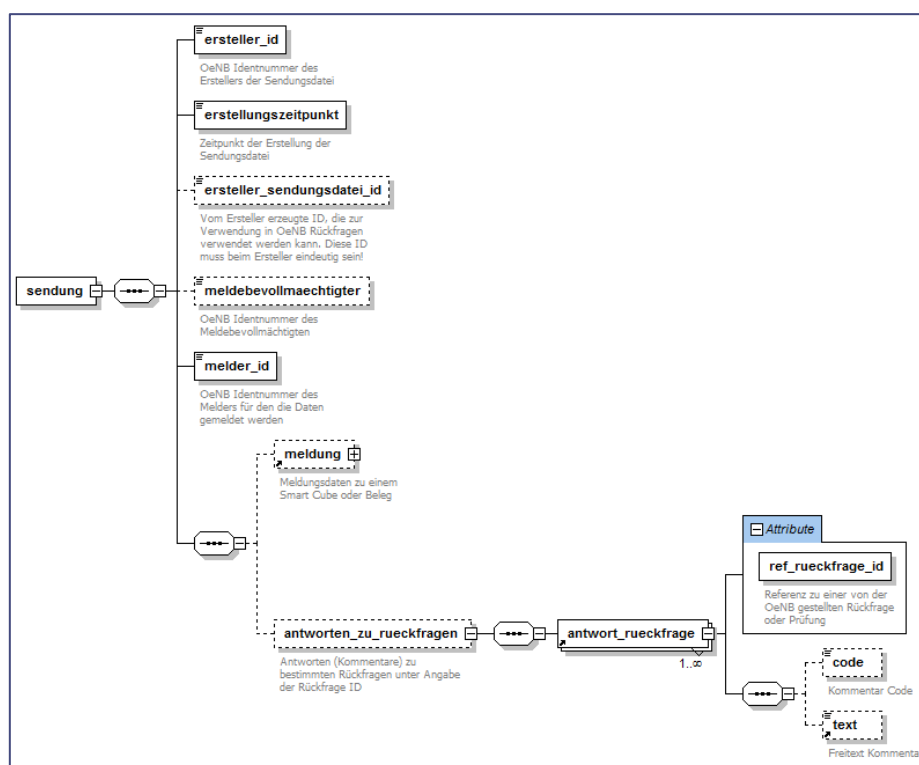 ersteller_id
OeNB Identnummer des
Erstellers der Sendungsdatei
erstellungszeitpunkt
Zeitpunkt der Erstellung der
Sendungsdatei
ersteller_sendungsdatei_id
Vom Ersteller erzeugte ID, die zur
Verwendung in OeNB Rückfragen
verwendet werden kann. Diese ID
muss beim Ersteller eindeutig sein!
sendung
meldebevollmaechtigter
OeNB Identnummer des
Meldebevollmächtigten
melder_id
OeNB Identnummer des
Melders für den die Daten
gemeldet werden
meldung
Meldungsdaten zu einem
Smart Cube oder Beleg
Attribute
ref_rueckfrage_id
Referenz zu einer von der
OeNB gestellten Rückfrage
oder Prüfung
antworten_zu_rueckfragen
Antworten (Kommentare) zu
bestimmten Rückfragen unter Angabe
der Rückfrage ID
antwort_rueckfrage
1..∞
code
Kommentar Code
text
Freitext Kommenta